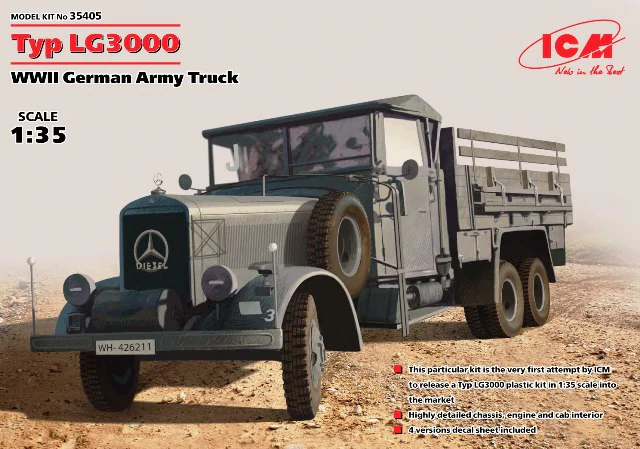 MODEL KIT No 35405
Typ LG3000
WWII German Army Truck
SCALE
1:35
ICM
New in the Best
DIESEL
3
WH-426211
This particular kit is the very first attempt by ICM
to release a Typ LG3000 plastic kit in 1:35 scale into
the market
Highly detailed chassis, engine and cab interior
4 versions decal sheet included